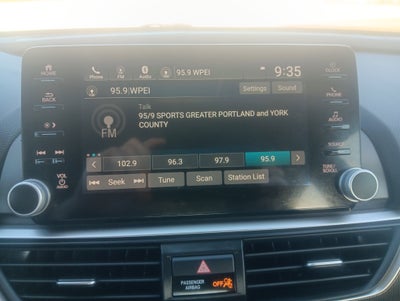 HOME
BACK
VOL
AUDIO
Phone
FM
Bluetooth
95.9 WPEI
9:35
95.9 WPEI
Settings
Sound
FM
Talk
95/9 SPORTS GREATER PORTLAND and YORK
COUNTY
102.9
96.3
97.9
95.9
Seek
Tune
Scan
Station List
CLOCK
PHONE
AUDIO
SOURCE
TUNE/
SCROLL
PASSENGER
AIRBAG
OFF